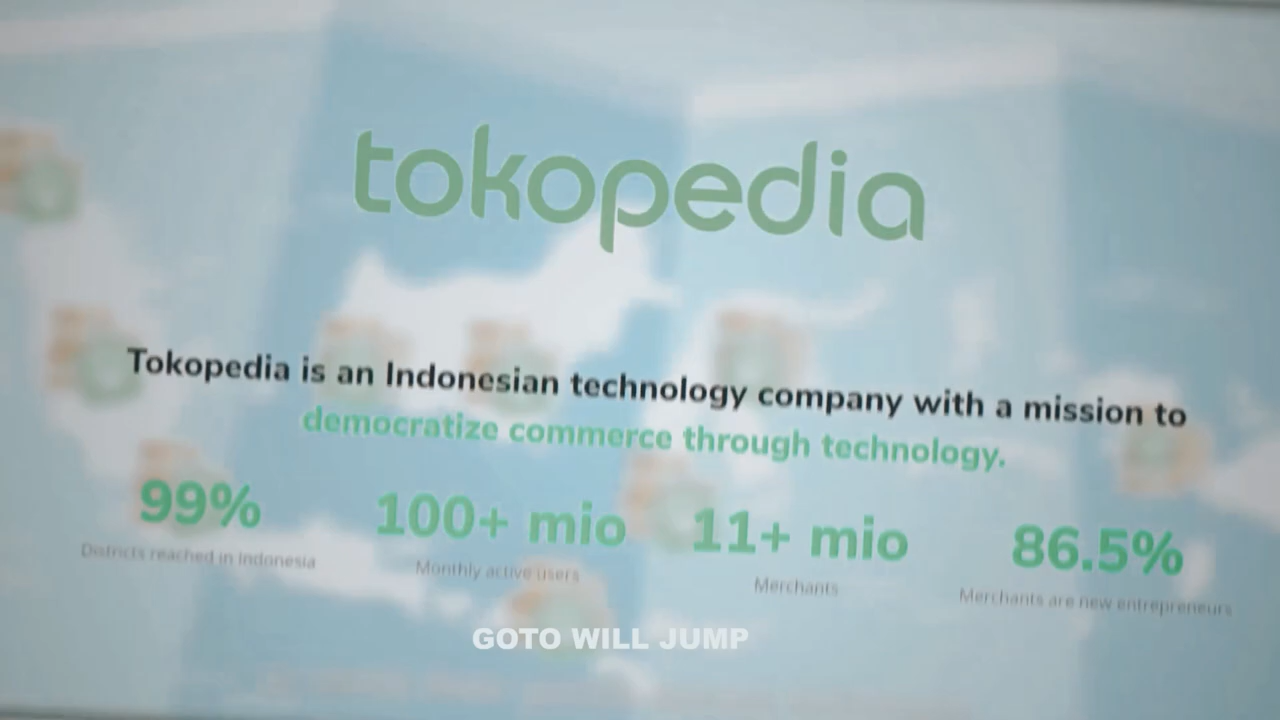 tokopedia
Tokopedia is an Indonesian technology company with a mission to
democratize commerce through technology.
99% 100+ mio 11+ mio 86.5%
Districts reached in Indonesia Monthly active users Merchants Merchants are new entrepreneurs
GOTO WILL JUMP